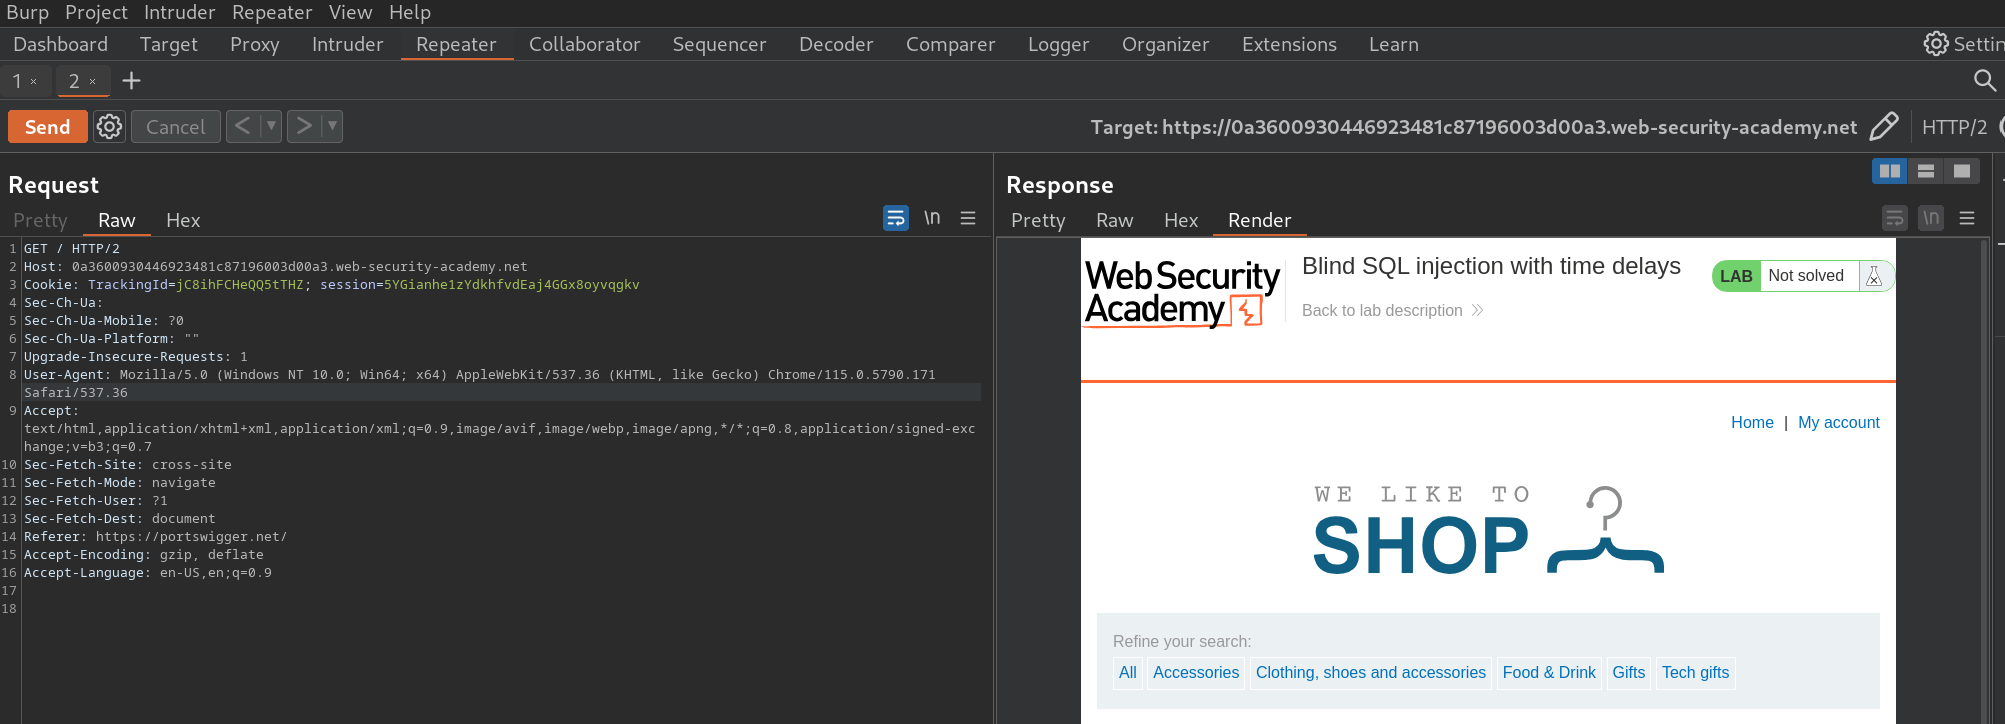 Burp Project Intruder Repeater View Help
Dashboard Target Proxy Intruder Repeater Collaborator Sequencer Decoder Comparer Logger Organizer Extensions Learn Settin
1 × 2 × +
Send Cancel < ▼ > ▼ Target: https://0a3600930446923481c87196003d00a3.web-security-academy.net HTTP/2
Request
Pretty Raw Hex \n
1 GET / HTTP/2
2 Host: 0a3600930446923481c87196003d00a3.web-security-academy.net
3 Cookie: TrackingId=jC8ihFCHeQQ5tTHZ; session=5YGianhe1zYdkhfvdEaj4GGx8oyvqgkv
4 Sec-Ch-Ua:
5 Sec-Ch-Ua-Mobile: ?0
6 Sec-Ch-Ua-Platform: ""
7 Upgrade-Insecure-Requests: 1
8 User-Agent: Mozilla/5.0 (Windows NT 10.0; Win64; x64) AppleWebKit/537.36 (KHTML, like Gecko) Chrome/115.0.5790.171
Safari/537.36
9 Accept:
text/html,application/xhtml+xml,application/xml;q=0.9,image/avif,image/webp,image/apng,*/*;q=0.8,application/signed-exc
hange;v=b3;q=0.7
10 Sec-Fetch-Site: cross-site
11 Sec-Fetch-Mode: navigate
12 Sec-Fetch-User: ?1
13 Sec-Fetch-Dest: document
14 Referer: https://portswigger.net/
15 Accept-Encoding: gzip, deflate
16 Accept-Language: en-US,en;q=0.9
17
18
Response
Pretty Raw Hex Render \n
Web Security
Academy
Blind SQL injection with time delays
Back to lab description
LAB Not solved
Home | My account
WE LIKE TO
SHOP
Refine your search:
All Accessories Clothing, shoes and accessories Food & Drink Gifts Tech gifts